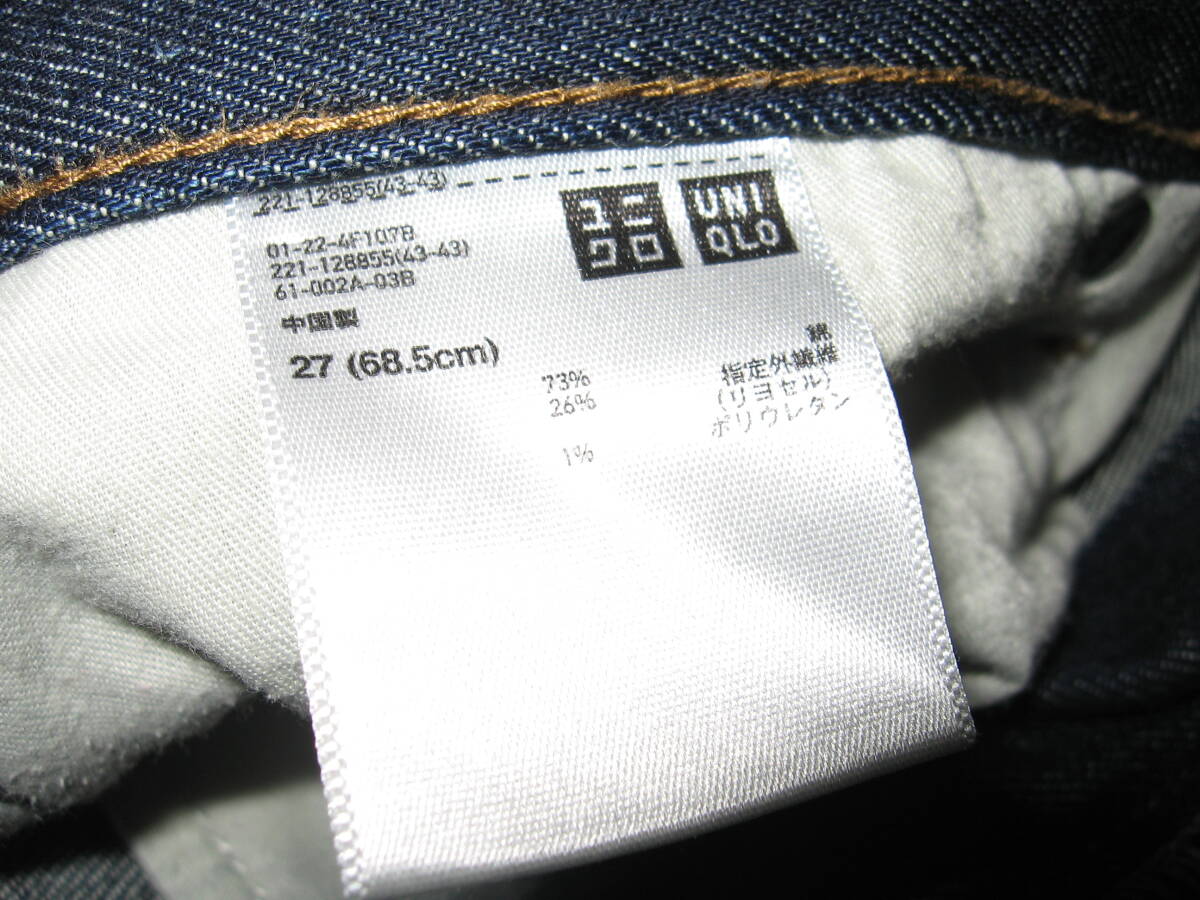 221-128855(43-43)
ユニ
クロ
UNI
QLO
01-22-4F107B
221-128855(43-43)
61-002A-03B
中国製
27 (68.5cm)
73% 綿
26% 指定外繊維
(リヨセル)
1% ポリウレタン